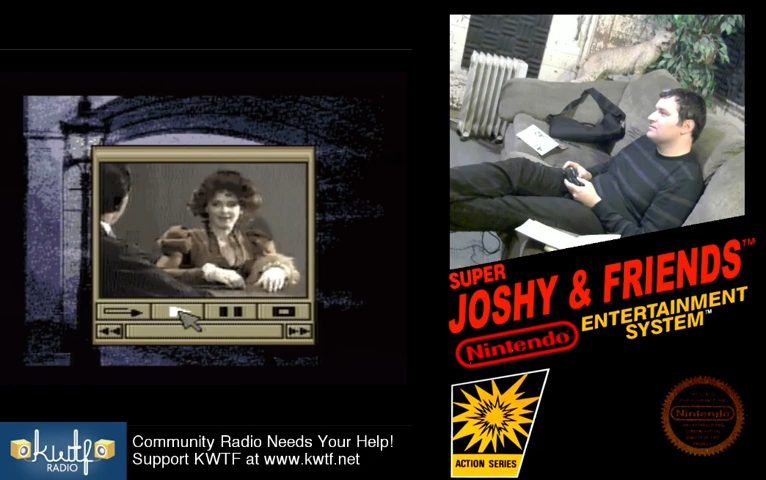 SUPER
JOSHY & FRIENDS™
Nintendo
ENTERTAINMENT
SYSTEM™
ACTION SERIES
Nintendo
kwtf
RADIO
Community Radio Needs Your Help!
Support KWTF at www.kwtf.net